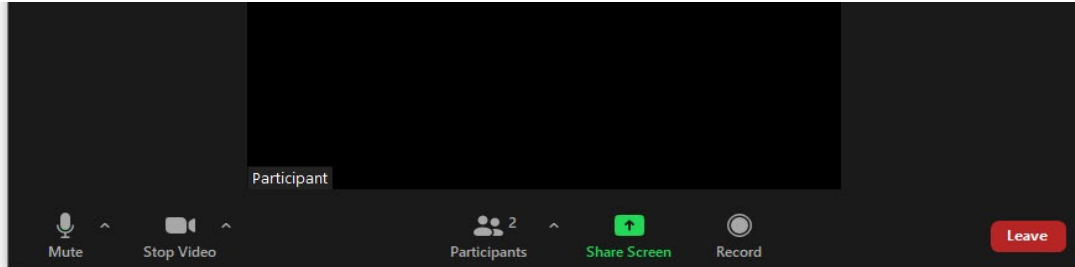 Participant
2
Mute
Stop Video
Participants
Share Screen
Record
Leave